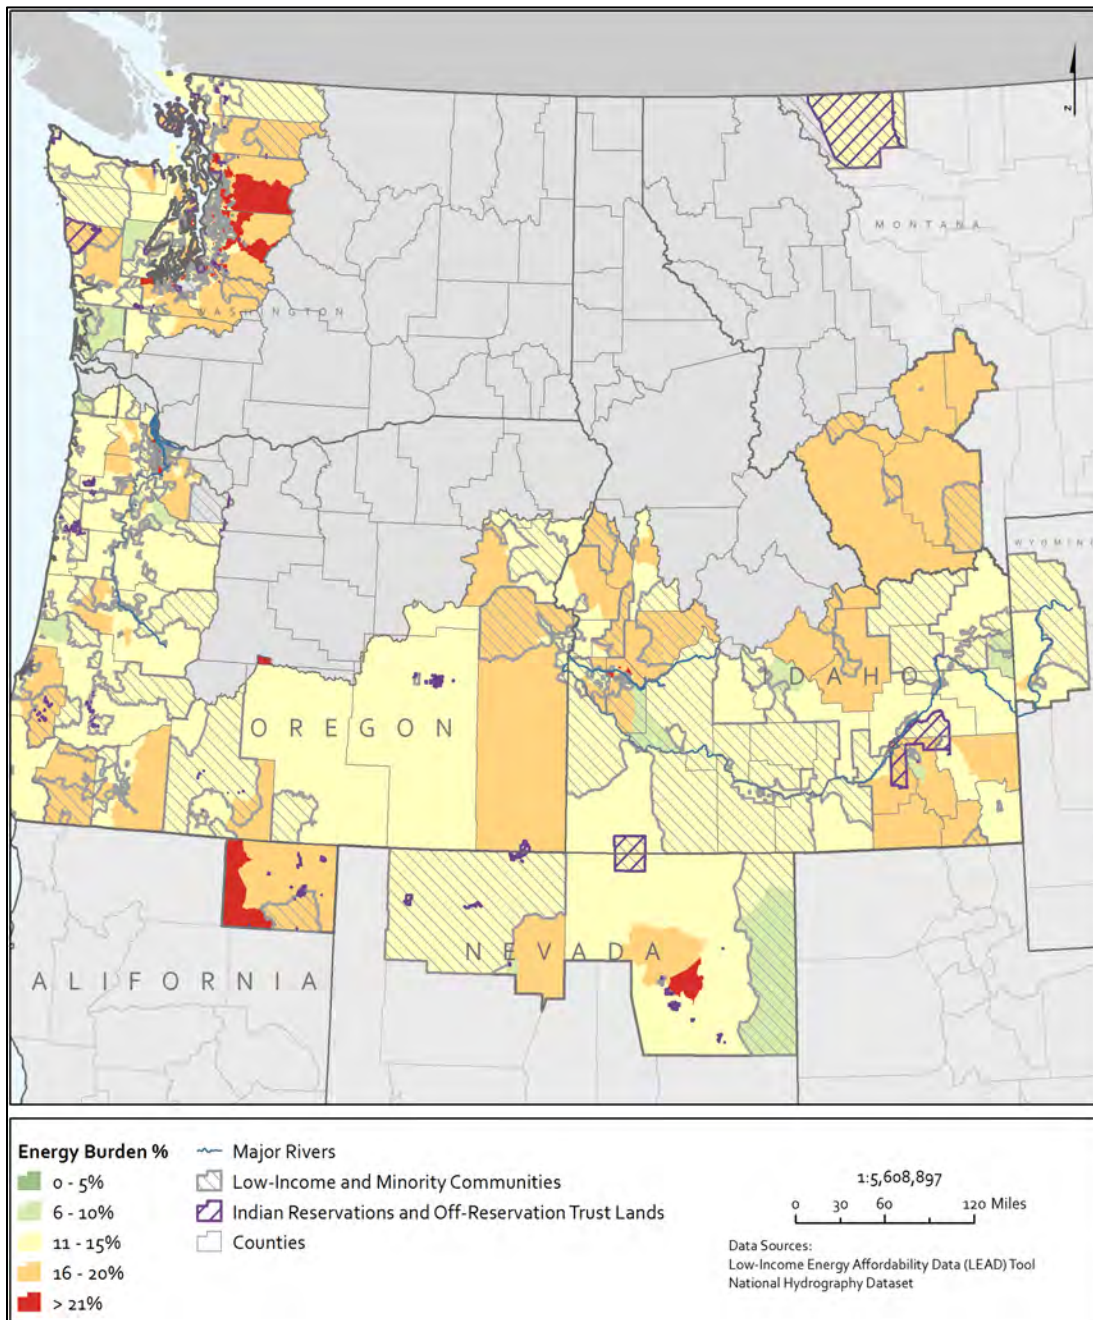 N
MONTANA
WASHINGTON
WYOMIN
IDAHO
OREGON
NEVADA
ALIFORNIA
Energy Burden %
0 - 5%
6 - 10%
11 - 15%
16 - 20%
> 21%
Major Rivers
Low-Income and Minority Communities
Indian Reservations and Off-Reservation Trust Lands
Counties
1:5,608,897
0 30 60 120 Miles
Data Sources:
Low-Income Energy Affordability Data (LEAD) Tool
National Hydrography Dataset